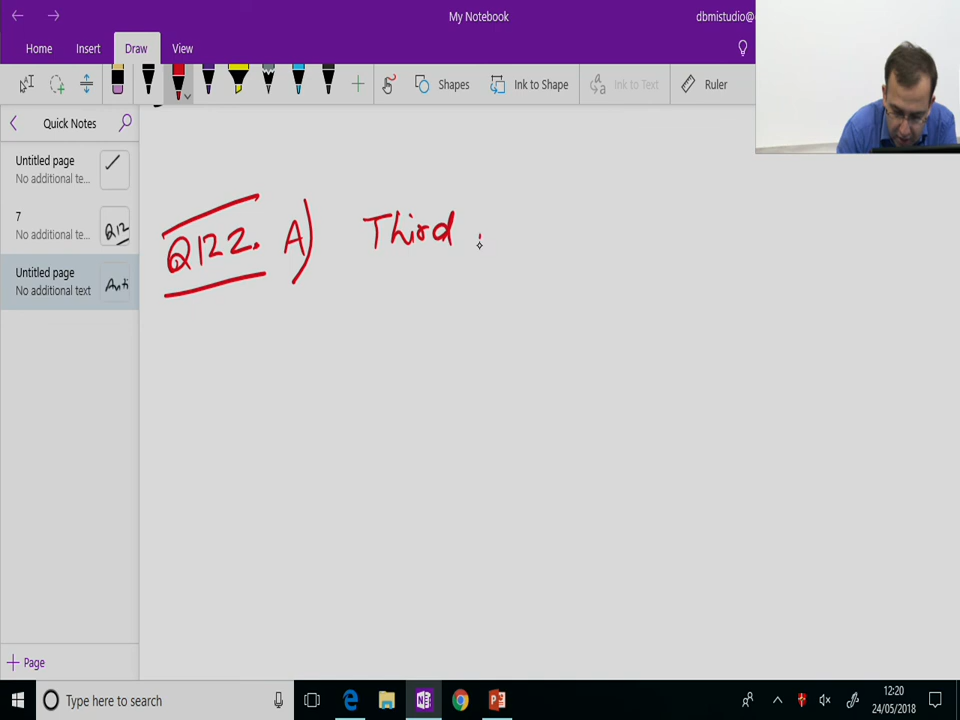 My Notebook
dbmistudio@
Home Insert Draw View
Shapes Ink to Shape Ink to Text Ruler
Quick Notes
Untitled page
No additional te...
7
No additional te...
Q12
Untitled page
No additional text
Anti
Q122. A) Third
+ Page
Type here to search
12:20
24/05/2018